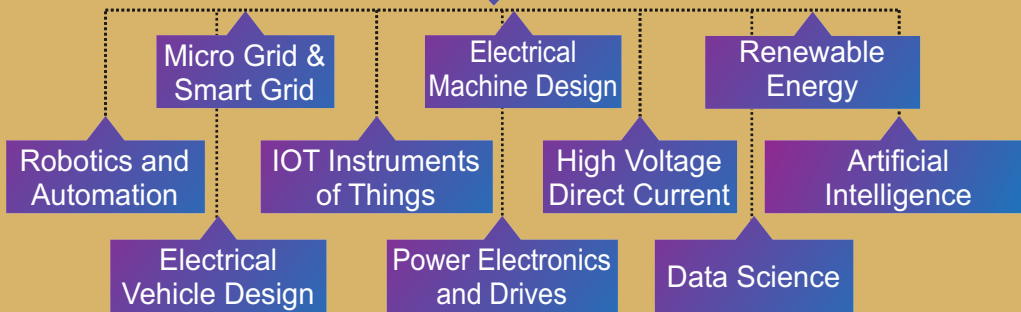 Micro Grid &
Smart Grid
Electrical
Machine Design
Renewable
Energy
Robotics and
Automation
IOT Instruments
of Things
High Voltage
Direct Current
Artificial
Intelligence
Electrical
Vehicle Design
Power Electronics
and Drives
Data Science